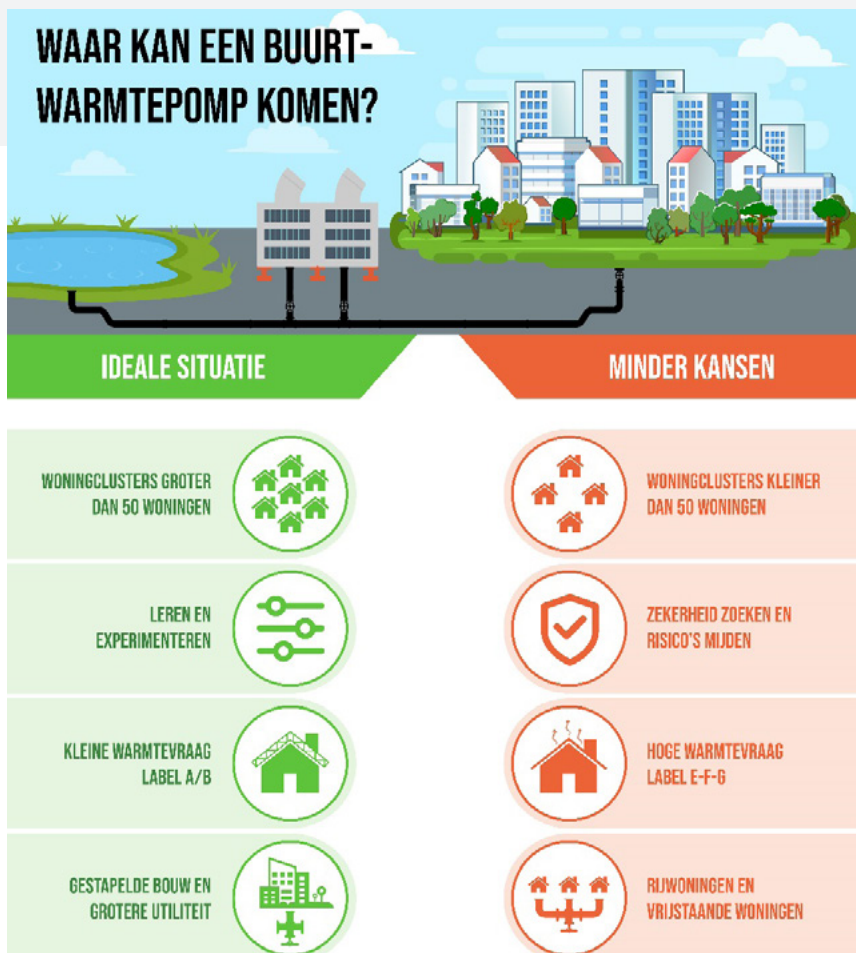 WAAR KAN EEN BUURT-
WARMTEPOMP KOMEN?
IDEALE SITUATIE
MINDER KANSEN
WONINGCLUSTERS GROTER
DAN 50 WONINGEN
WONINGCLUSTERS KLEINER
DAN 50 WONINGEN
LEREN EN
EXPERIMENTEREN
ZEKERHEID ZOEKEN EN
RISICO'S MIJDEN
KLEINE WARMTEVRAAG
LABEL A/B
HOGE WARMTEVRAAG
LABEL E-F-G
GESTAPELDE BOUW EN
GROTERE UTILITEIT
RIJWONINGEN EN
VRIJSTAANDE WONINGEN